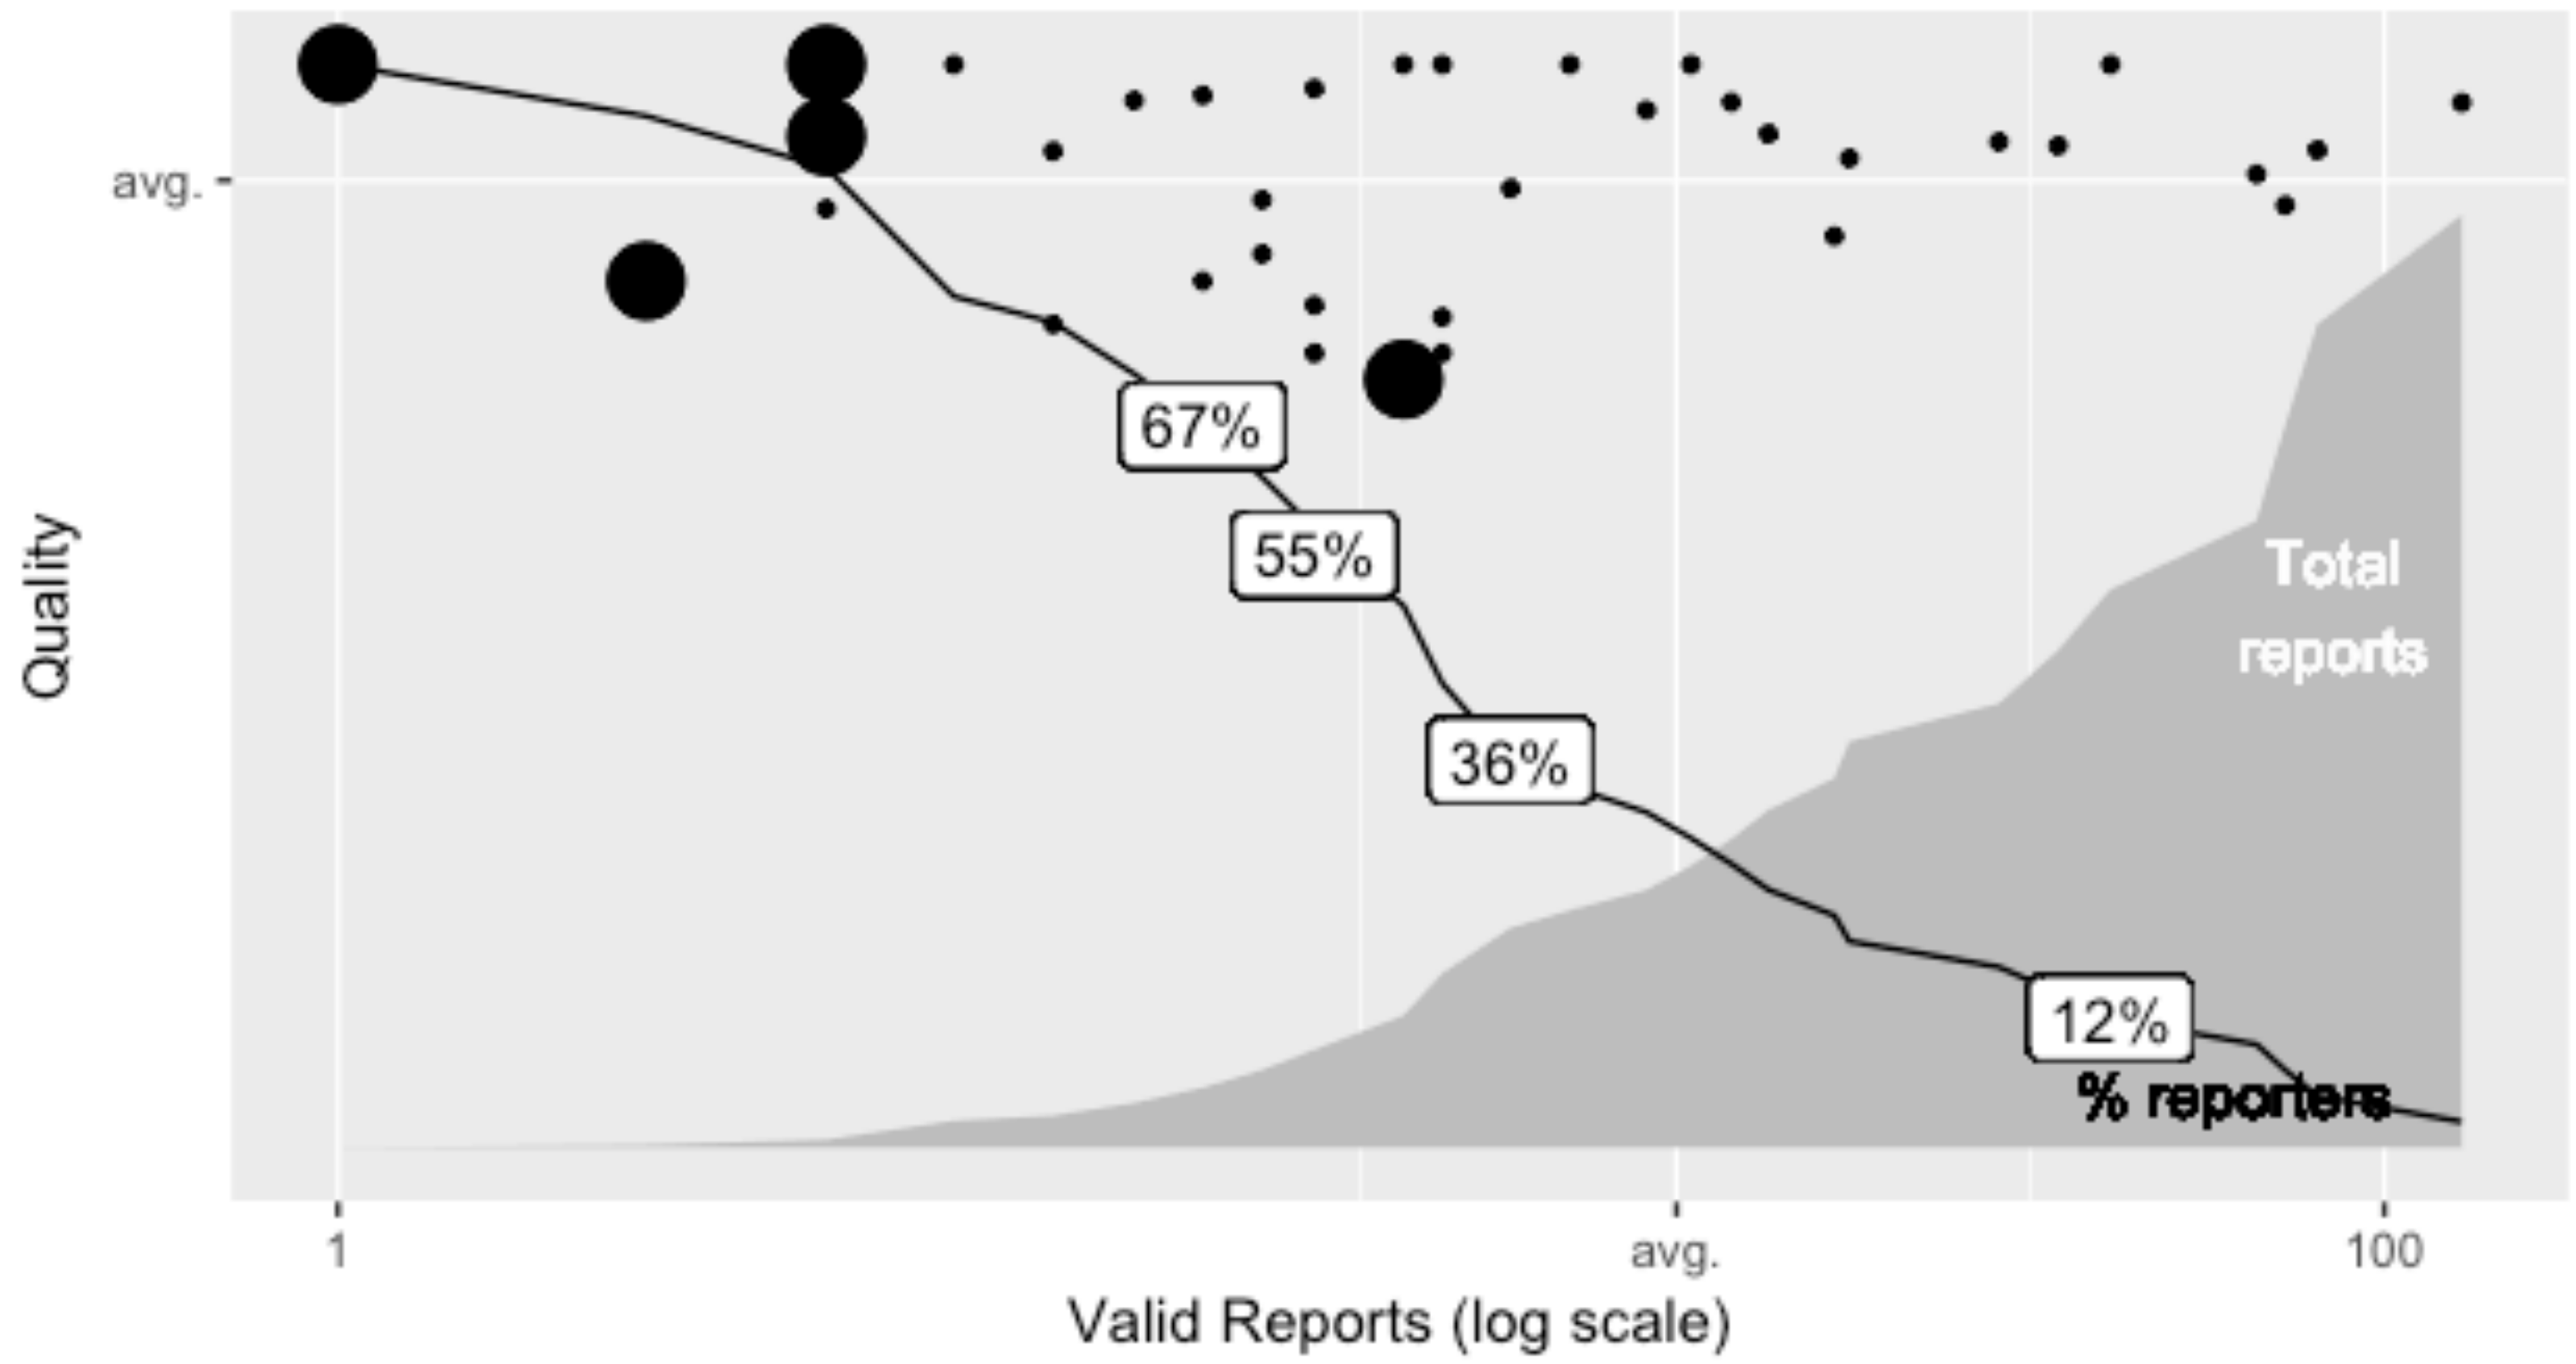 avg.
Quality
67%
55%
36%
12%
Total
reports
% reporters
1
avg.
100
Valid Reports (log scale)